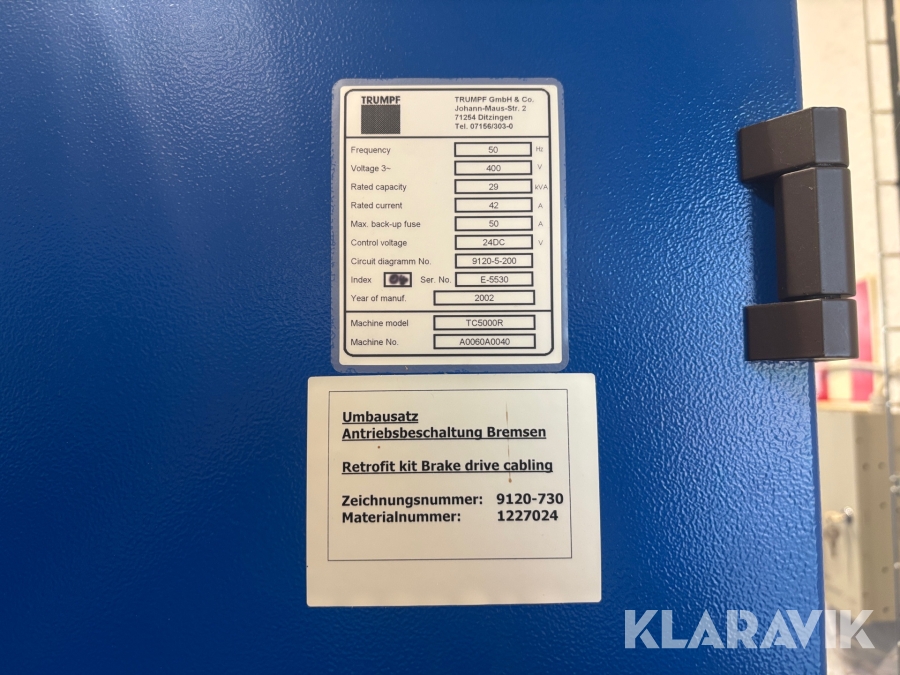 TRUMPF
TRUMPF GmbH & Co.
Johann-Maus-Str. 2
71254 Ditzingen
Tel. 07156/303-0
Frequency 50 Hz
Voltage 3~ 400 V
Rated capacity 29 kVA
Rated current 42 A
Max. back-up fuse 50 A
Control voltage 24DC V
Circuit diagramm No. 9120-5-200
Index Ser. No. E-5530
Year of manuf. 2002
Machine model TC5000R
Machine No. A0060A0040
Umbausatz
Antriebsbeschaltung Bremsen
Retrofit kit Brake drive cabling
Zeichnungsnummer: 9120-730
Materialnummer: 1227024
KLARAVIK